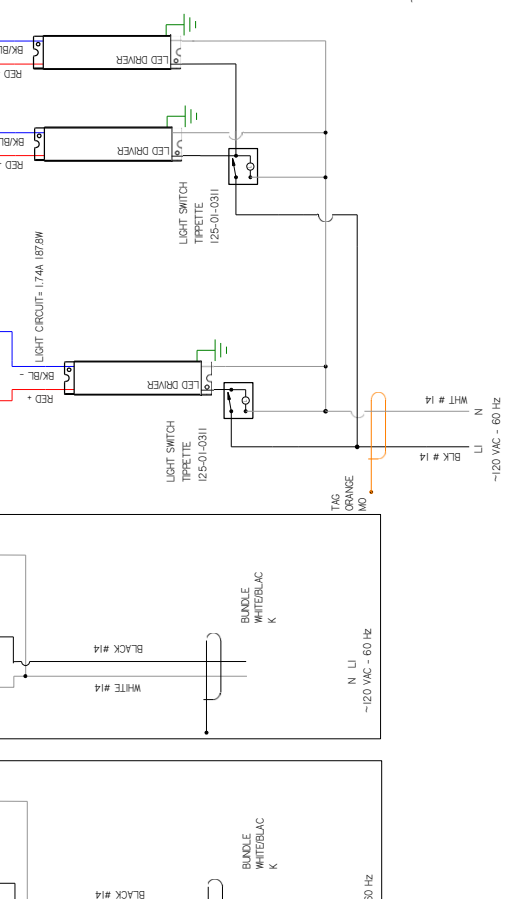 BK/BL
RED
LED DRIVER
BK/BL
RED -
LED DRIVER
LIGHT SWITCH
TIPPETTE
125-01-0311
LIGHT CIRCUIT= 1.74A 187.8W
BK/BL -
RED +
LED DRIVER
LIGHT SWITCH
TIPPETTE
125-01-0311
WHT # 14
N
BLK # 14
L1
~120 VAC - 60 Hz
TAG
ORANGE
MO
BUNDLE
WHITE/BLAC
K
BLACK #14
WHITE #14
N L1
~120 VAC - 60 Hz
BUNDLE
WHITE/BLAC
K
BLACK #14
60 Hz